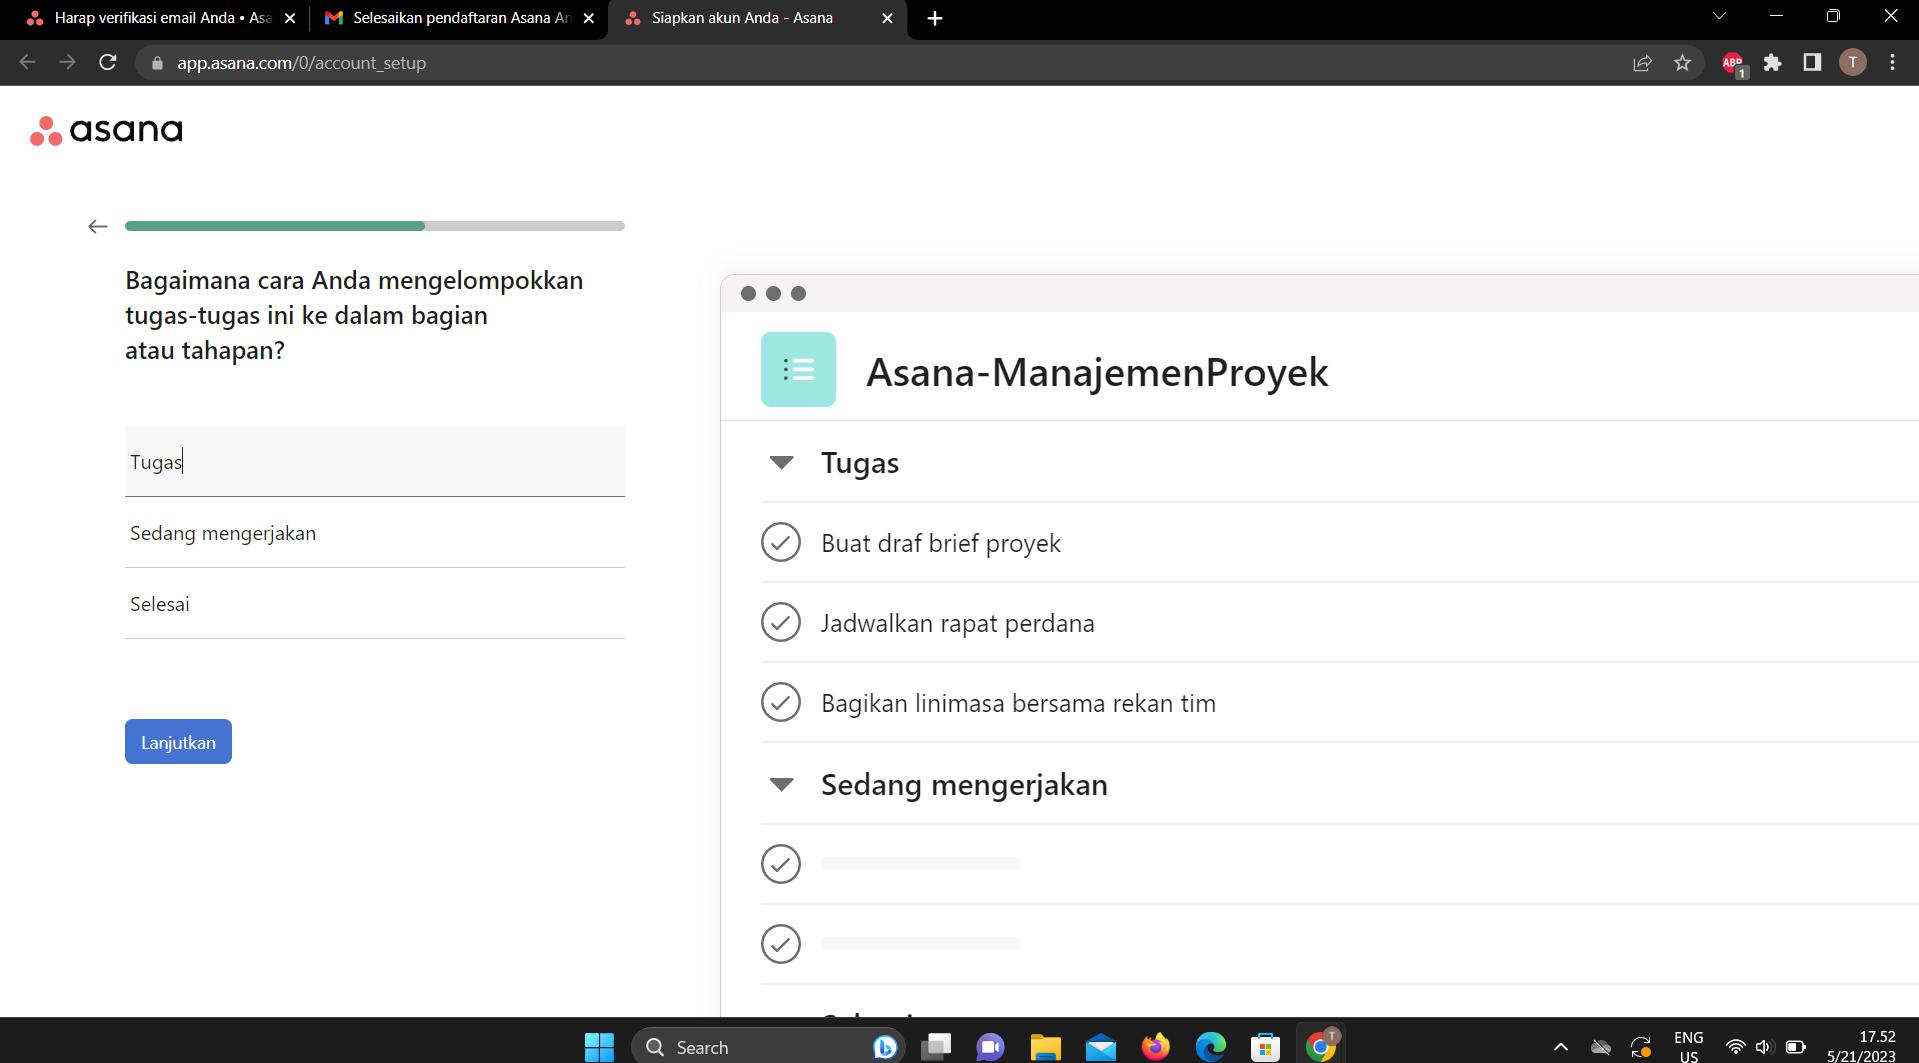 Harap verifikasi email Anda • Asa
Selesaikan pendaftaran Asana An
Siapkan akun Anda - Asana
app.asana.com/0/account_setup
ABP
1
T
asana
Bagaimana cara Anda mengelompokkan
tugas-tugas ini ke dalam bagian
atau tahapan?
Tugas
Sedang mengerjakan
Selesai
Lanjutkan
Asana-ManajemenProyek
Tugas
Buat draf brief proyek
Jadwalkan rapat perdana
Bagikan linimasa bersama rekan tim
Sedang mengerjakan
Search
T
ENG
US
17.52
5/21/2023